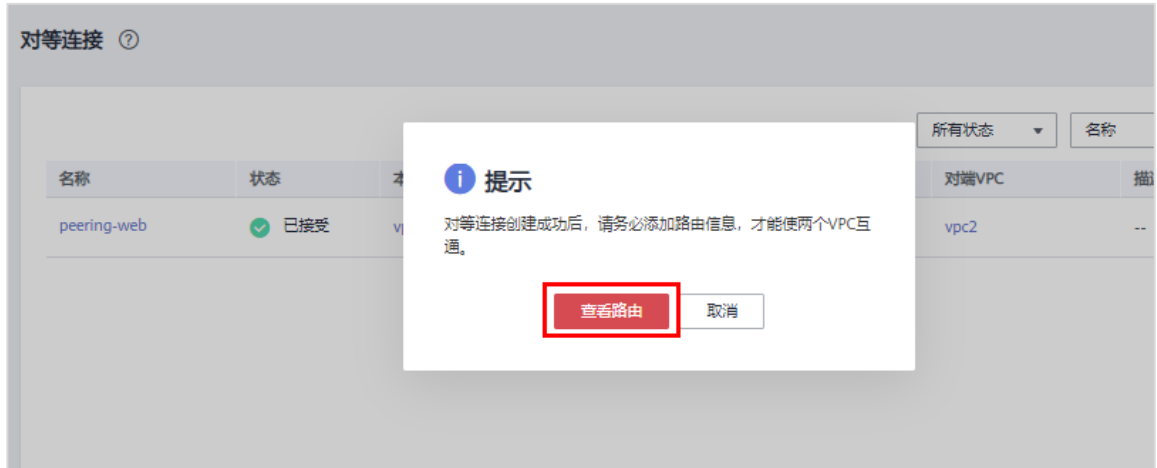 对等连接 ?
所有状态 名称
名称 状态 对端VPC
peering-web 已接受 vpc2 --
提示
对等连接创建成功后，请务必添加路由信息，才能使两个VPC互
通。
查看路由 取消